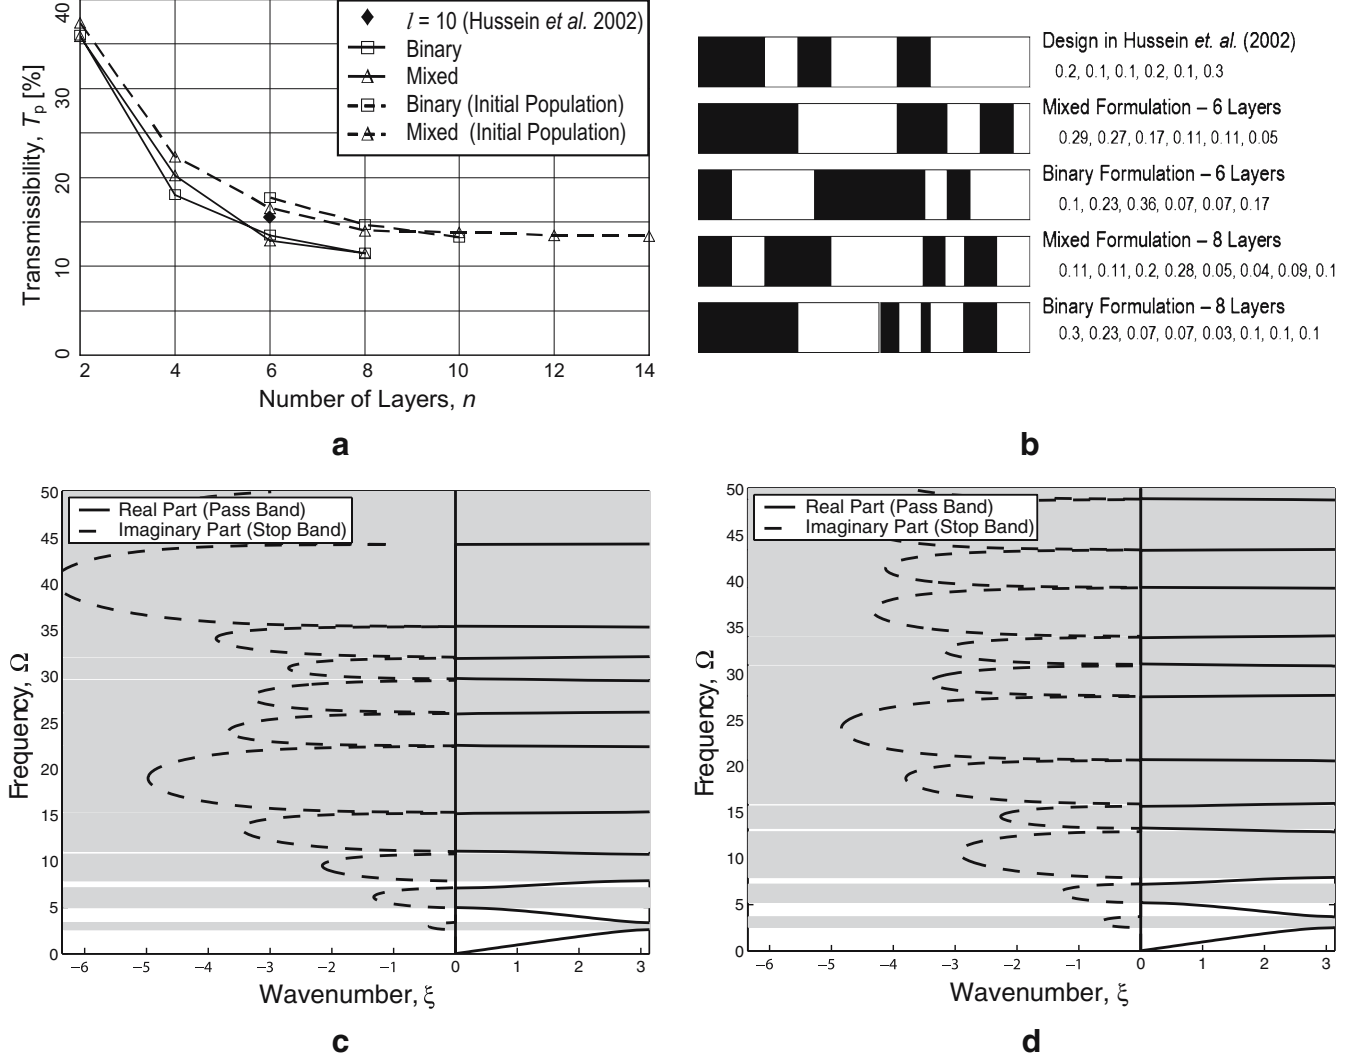 40
30
20
10
0
Transmissibility, Tp [%]
l = 10 (Hussein et al. 2002)
Binary
Mixed
Binary (Initial Population)
Mixed (Initial Population)
2 4 6 8 10 12 14
Number of Layers, n
a
Design in Hussein et. al. (2002)
0.2, 0.1, 0.1, 0.2, 0.1, 0.3
Mixed Formulation – 6 Layers
0.29, 0.27, 0.17, 0.11, 0.11, 0.05
Binary Formulation – 6 Layers
0.1, 0.23, 0.36, 0.07, 0.07, 0.17
Mixed Formulation – 8 Layers
0.11, 0.11, 0.2, 0.28, 0.05, 0.04, 0.09, 0.1
Binary Formulation – 8 Layers
0.3, 0.23, 0.07, 0.07, 0.03, 0.1, 0.1, 0.1
b
50
45
40
35
30
25
20
15
10
5
0
Frequency, Ω
Real Part (Pass Band)
Imaginary Part (Stop Band)
−6 −5 −4 −3 −2 −1 0 1 2 3
Wavenumber, ξ
c
50
45
40
35
30
25
20
15
10
5
0
Frequency, Ω
Real Part (Pass Band)
Imaginary Part (Stop Band)
−6 −5 −4 −3 −2 −1 0 1 2 3
Wavenumber, ξ
d